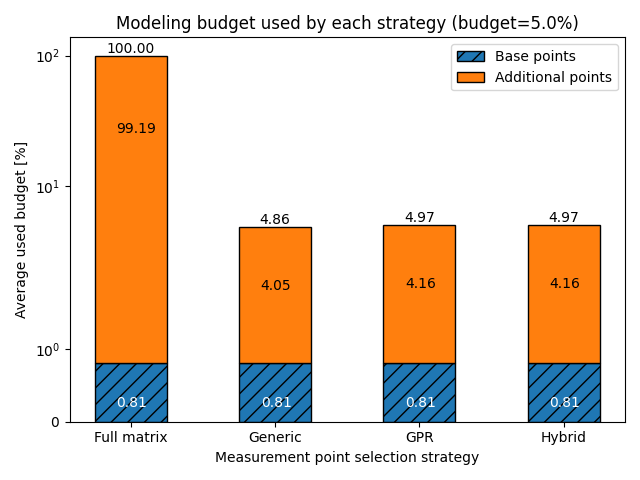 Modeling budget used by each strategy (budget=5.0%)
Base points
Additional points
Average used budget [%]
10²
10¹
10⁰
0
100.00
99.19
0.81
4.86
4.05
0.81
4.97
4.16
0.81
4.97
4.16
0.81
Full matrix
Generic
GPR
Hybrid
Measurement point selection strategy